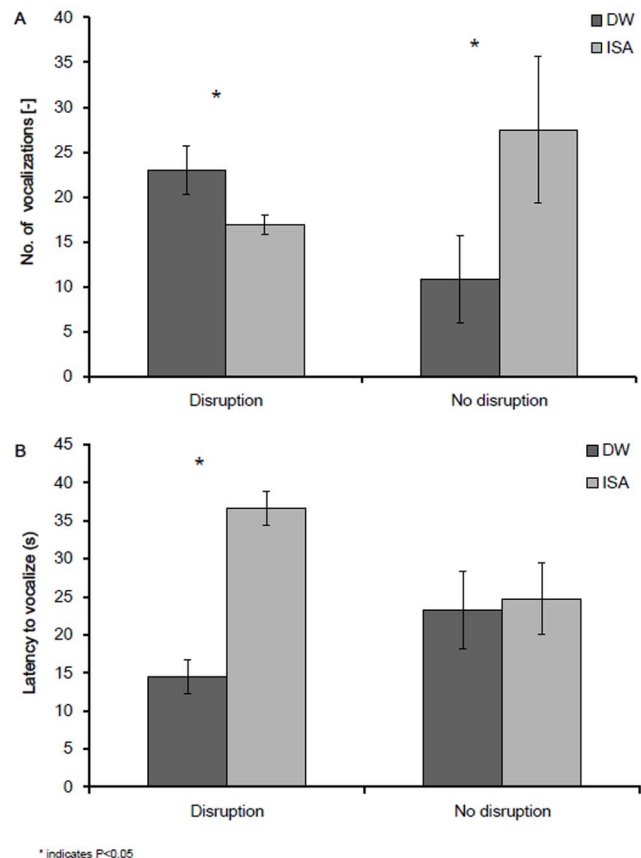 A
DW
ISA
No. of vocalizations [-]
40
35
30
25
20
15
10
5
0
*
*
Disruption
No disruption
B
DW
ISA
Latency to vocalize (s)
45
40
35
30
25
20
15
10
5
0
*
Disruption
No disruption
* indicates P<0.05